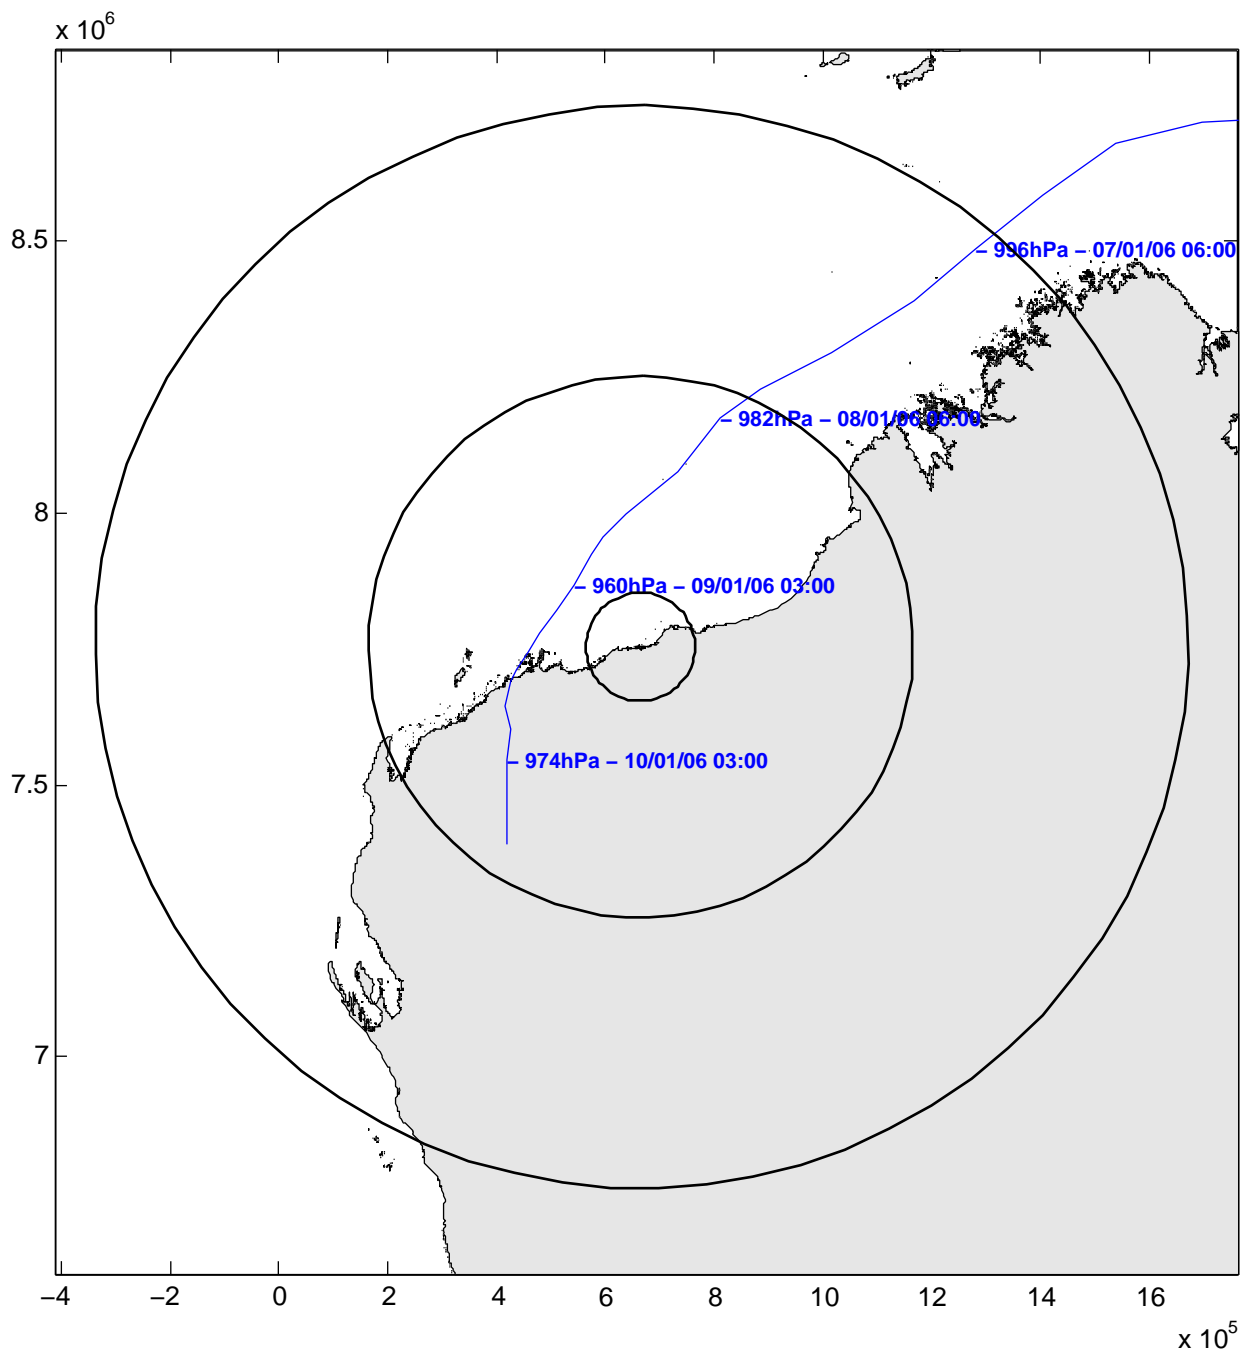 x 10^6
8.5
– 996hPa – 07/01/06 06:00
– 982hPa – 08/01/06 06:00
8
– 960hPa – 09/01/06 03:00
7.5
– 974hPa – 10/01/06 03:00
7
–4 –2 0 2 4 6 8 10 12 14 16
x 10^5